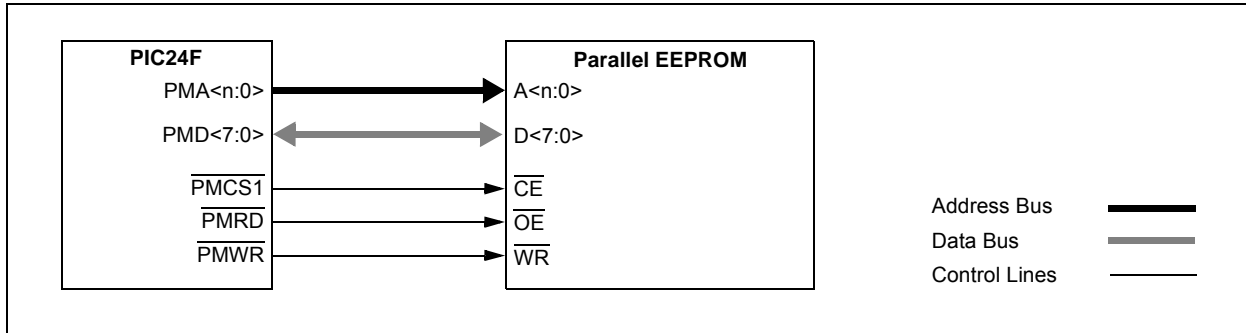 PIC24F
PMA<n:0>
PMD<7:0>
PMCS1
PMRD
PMWR
Parallel EEPROM
A<n:0>
D<7:0>
CE
OE
WR
Address Bus
Data Bus
Control Lines